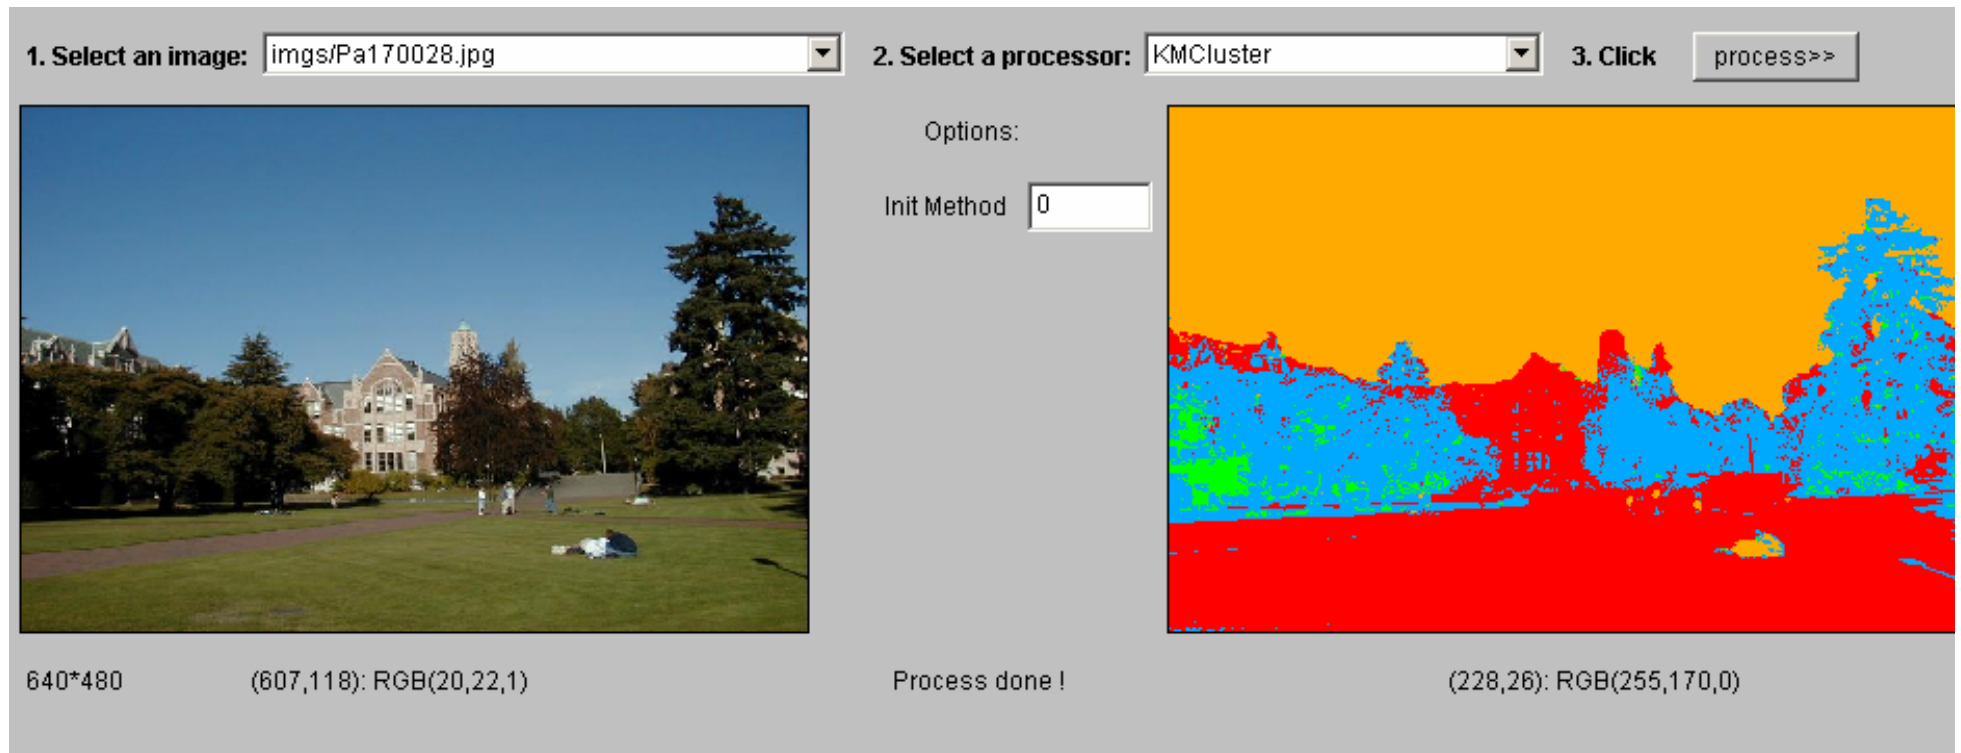 1. Select an image: imgs/Pa170028.jpg 2. Select a processor: KMCluster 3. Click process>>
Options:
Init Method 0
640*480 (607,118): RGB(20,22,1) Process done ! (228,26): RGB(255,170,0)